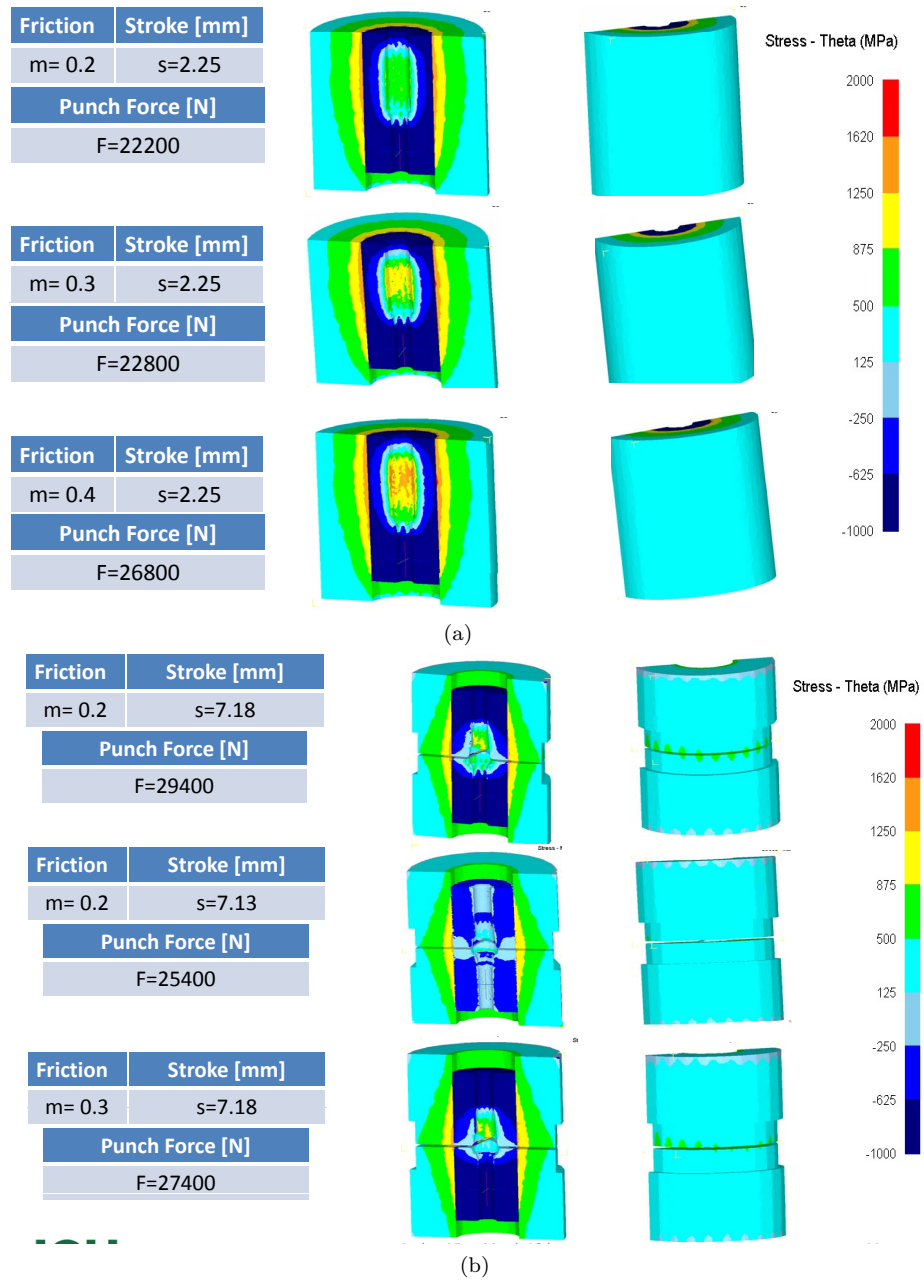 Friction Stroke [mm]
m= 0.2 s=2.25
Punch Force [N]
F=22200
Stress - Theta (MPa)
2000
1620
1250
875
500
125
-250
-625
-1000
Friction Stroke [mm]
m= 0.3 s=2.25
Punch Force [N]
F=22800
Friction Stroke [mm]
m= 0.4 s=2.25
Punch Force [N]
F=26800
(a)
Friction Stroke [mm]
m= 0.2 s=7.18
Punch Force [N]
F=29400
Stress - Theta (MPa)
2000
1620
1250
875
500
125
-250
-625
-1000
Friction Stroke [mm]
m= 0.2 s=7.13
Punch Force [N]
F=25400
Friction Stroke [mm]
m= 0.3 s=7.18
Punch Force [N]
F=27400
(b)